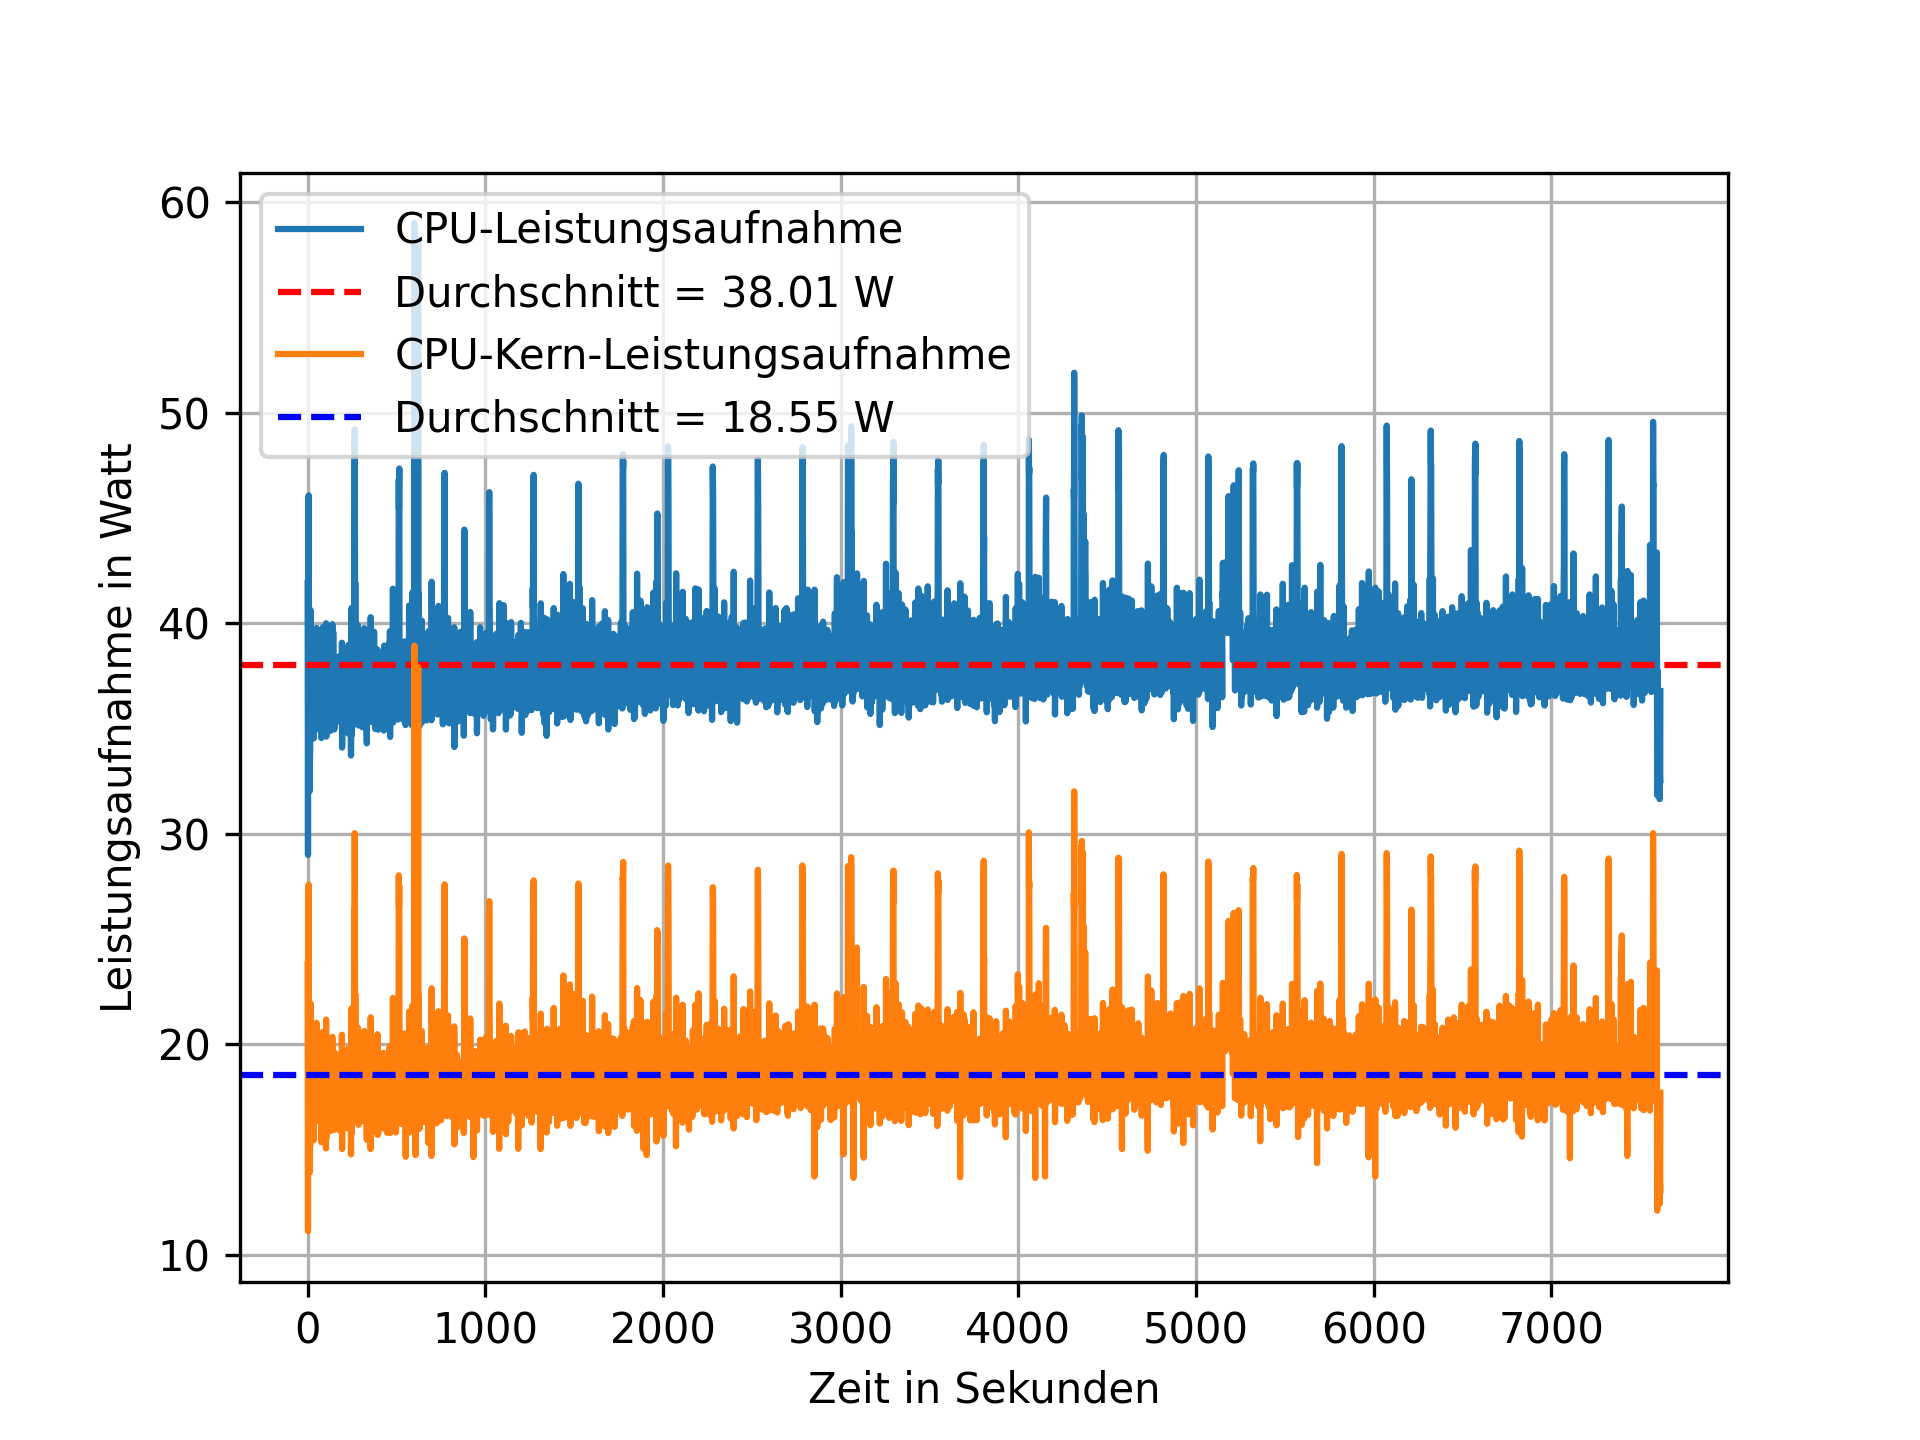 CPU-Leistungsaufnahme
Durchschnitt = 38.01 W
CPU-Kern-Leistungsaufnahme
Durchschnitt = 18.55 W
60
50
40
30
20
10
Leistungsaufnahme in Watt
0 1000 2000 3000 4000 5000 6000 7000
Zeit in Sekunden